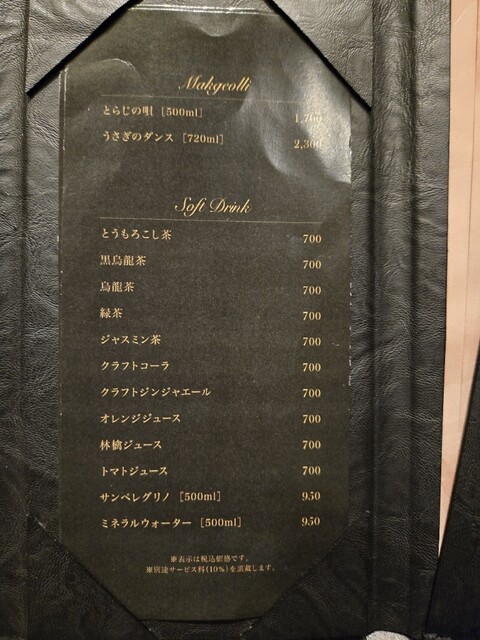 Makgeolli
とらじの唄 [500ml] 1,700
うさぎのダンス [720ml] 2,300
Soft Drink
とうもろこし茶 700
黒烏龍茶 700
烏龍茶 700
緑茶 700
ジャスミン茶 700
クラフトコーラ 700
クラフトジンジャエール 700
オレンジジュース 700
林檎ジュース 700
トマトジュース 700
サンペレグリノ [500ml] 950
ミネラルウォーター [500ml] 950
※表示は税込価格です。
※別途サービス料(10%)を頂戴します。